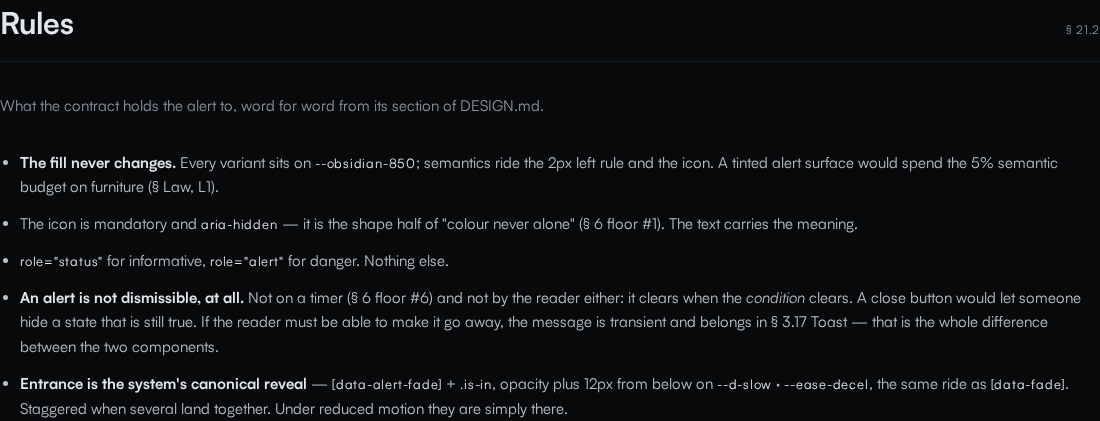 Rules
§ 21.2
What the contract holds the alert to, word for word from its section of DESIGN.md.
• The fill never changes. Every variant sits on --obsidian-850; semantics ride the 2px left rule and the icon. A tinted alert surface would spend the 5% semantic
budget on furniture (§ Law, L1).
• The icon is mandatory and aria-hidden — it is the shape half of "colour never alone" (§ 6 floor #1). The text carries the meaning.
• role="status" for informative, role="alert" for danger. Nothing else.
• An alert is not dismissible, at all. Not on a timer (§ 6 floor #6) and not by the reader either: it clears when the condition clears. A close button would let someone
hide a state that is still true. If the reader must be able to make it go away, the message is transient and belongs in § 3.17 Toast — that is the whole difference
between the two components.
• Entrance is the system's canonical reveal — [data-alert-fade] + .is-in, opacity plus 12px from below on --d-slow • --ease-decel, the same ride as [data-fade].
Staggered when several land together. Under reduced motion they are simply there.